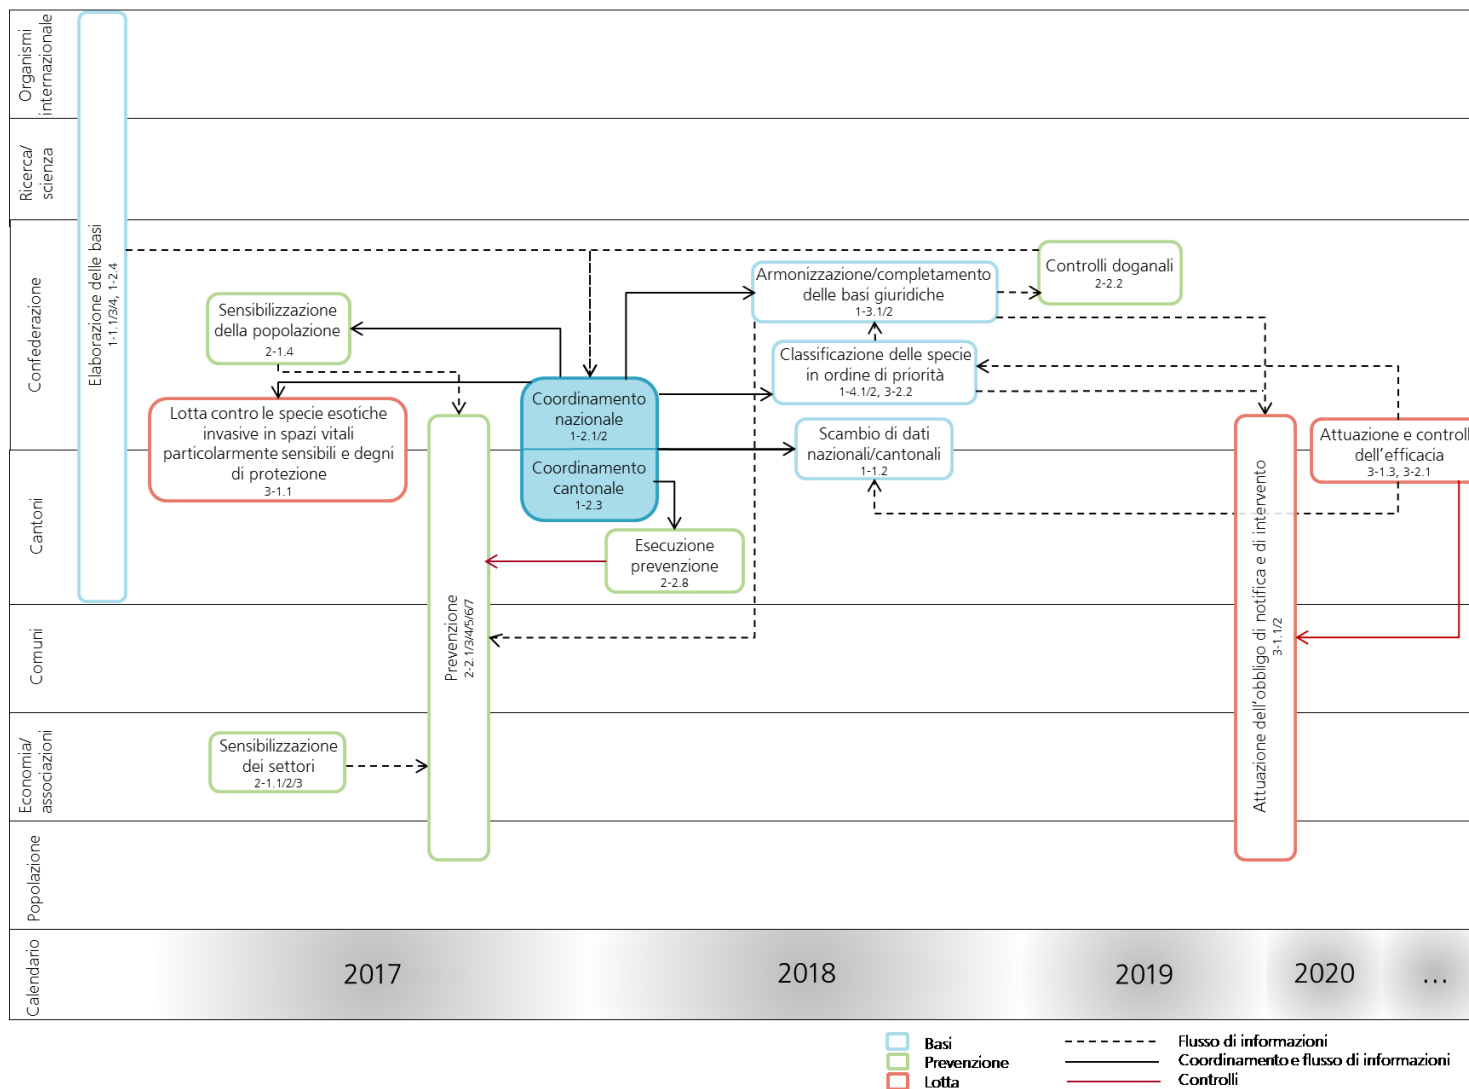 Organismi
internazionale
Ricerca/
scienza
Confederazione
Cantoni
Comuni
Economia/
associazioni
Popolazione
Calendario
Elaborazione delle basi
1-1.1/3/4, 1-2.4
Sensibilizzazione
della popolazione
2-1.4
Lotta contro le specie esotiche
invasive in spazi vitali
particolarmente sensibili e degni
di protezione
3-1.1
Prevenzione
2-2.1/3/4/5/6/7
Sensibilizzazione
dei settori
2-1.1/2/3
Coordinamento
nazionale
1-2.1/2
Coordinamento
cantonale
1-2.3
Esecuzione
prevenzione
2-2.8
Armonizzazione/completamento
delle basi giuridiche
1-3.1/2
Classificazione delle specie
in ordine di priorità
1-4.1/2, 3-2.2
Scambio di dati
nazionali/cantonali
1-1.2
Controlli doganali
2-2.2
Attuazione dell'obbligo di notifica e di intervento
3-1.1/2
Attuazione e controll
dell'efficacia
3-1.3, 3-2.1
2017
2018
2019
2020
...
Basi
Prevenzione
Lotta
Flusso di informazioni
Coordinamento e flusso di informazioni
Controlli